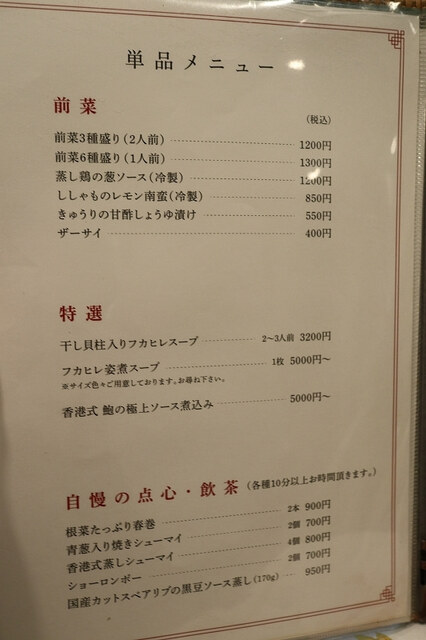 単品メニュー
前菜
(税込)
前菜3種盛り(2人前) 1200円
前菜6種盛り(1人前) 1300円
蒸し鶏の葱ソース(冷製) 1200円
ししゃものレモン南蛮(冷製) 850円
きゅうりの甘酢しょうゆ漬け 550円
ザーサイ 400円
特選
干し貝柱入りフカヒレスープ 2〜3人前 3200円
フカヒレ姿煮スープ 1枚 5000円〜
※サイズ色々ご用意しております。お尋ね下さい。
香港式 鮑の極上ソース煮込み 5000円〜
自慢の点心・飲茶 (各種10分以上お時間頂きます。)
根菜たっぷり春巻 2本 900円
青葱入り焼きシューマイ 2個 700円
香港式蒸しシューマイ 4個 800円
ショーロンポー 2個 700円
国産カットスペアリブの黒豆ソース蒸し(170g) 950円